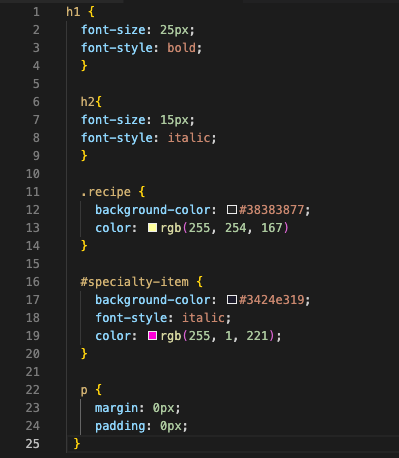 1 h1 {
2 font-size: 25px;
3 font-style: bold;
4 }
5
6 h2{
7 font-size: 15px;
8 font-style: italic;
9 }
10
11 .recipe {
12 background-color: #38383877;
13 color: rgb(255, 254, 167)
14 }
15
16 #specialty-item {
17 background-color: #3424e319;
18 font-style: italic;
19 color: rgb(255, 1, 221);
20 }
21
22 p {
23 margin: 0px;
24 padding: 0px;
25 }